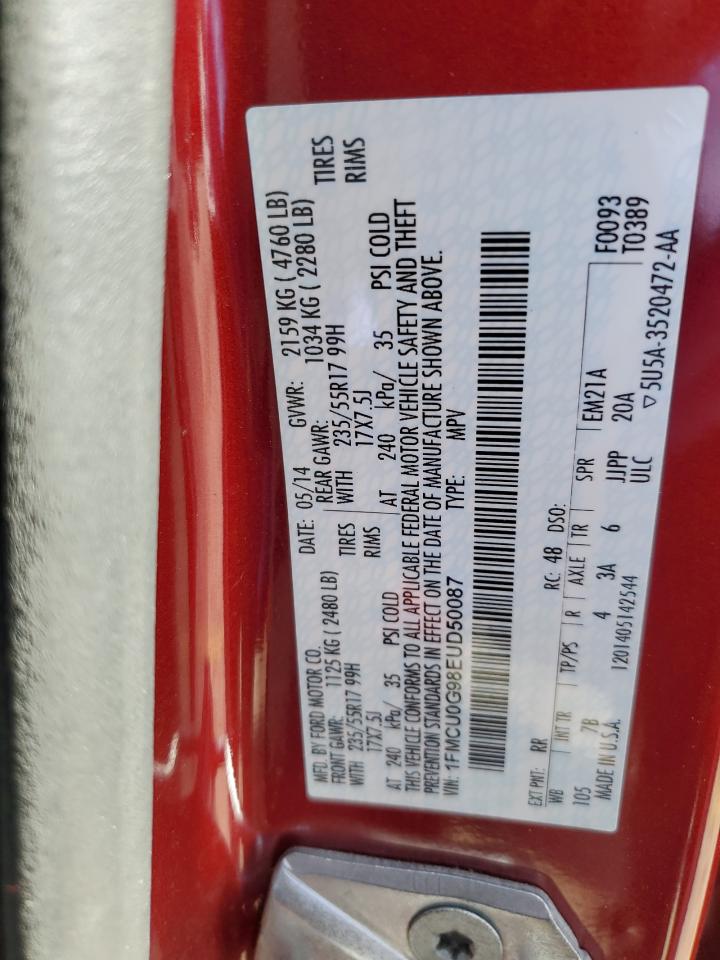 MFD. BY FORD MOTOR CO. DATE: 05/14 GVWR: 2159 KG ( 4760 LB)
FRONT GAWR: 1125 KG ( 2480 LB) REAR GAWR: 1034 KG ( 2280 LB)
WITH 235/55R17 99H TIRES WITH 235/55R17 99H TIRES
17X7.5J RIMS 17X7.5J RIMS
AT 240 kPa/ 35 PSI COLD AT 240 kPa/ 35 PSI COLD
THIS VEHICLE CONFORMS TO ALL APPLICABLE FEDERAL MOTOR VEHICLE SAFETY AND THEFT
PREVENTION STANDARDS IN EFFECT ON THE DATE OF MANUFACTURE SHOWN ABOVE.
VIN: 1FMCU0G98EUD50087 TYPE: MPV
EXT PNT: RR RC: 48 DSO: F0093
WB INT TR TP/PS R AXLE TR SPR EM21A T0389
105 7B 4 3A 6 JJPP 20A
MADE IN U.S.A. 1201405142544 ULC ▽5U5A-3520472-AA